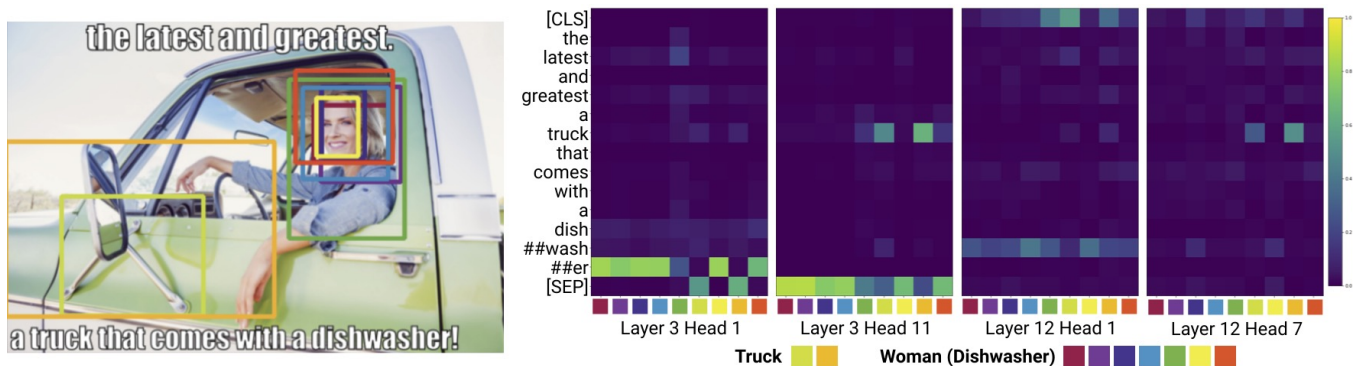 the latest and greatest.
a truck that comes with a dishwasher!
[CLS]
the
latest
and
greatest
a
truck
that
comes
with
a
dish
##wash
##er
[SEP]
Layer 3 Head 1
Layer 3 Head 11
Layer 12 Head 1
Layer 12 Head 7
1.0
0.8
0.6
0.4
0.2
0.0
Truck
Woman (Dishwasher)